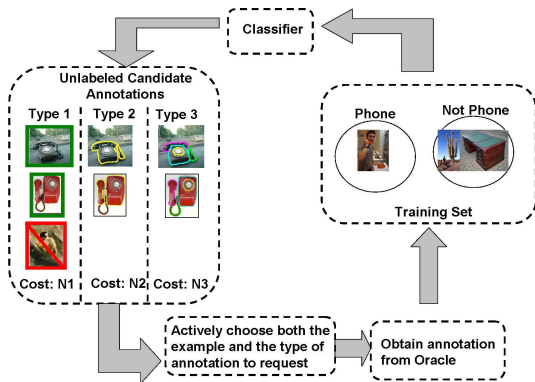 Classifier
Unlabeled Candidate
Annotations
Type 1 Type 2 Type 3
Cost: N1 Cost: N2 Cost: N3
Phone Not Phone
Training Set
Actively choose both the
example and the type of
annotation to request
Obtain annotation
from Oracle